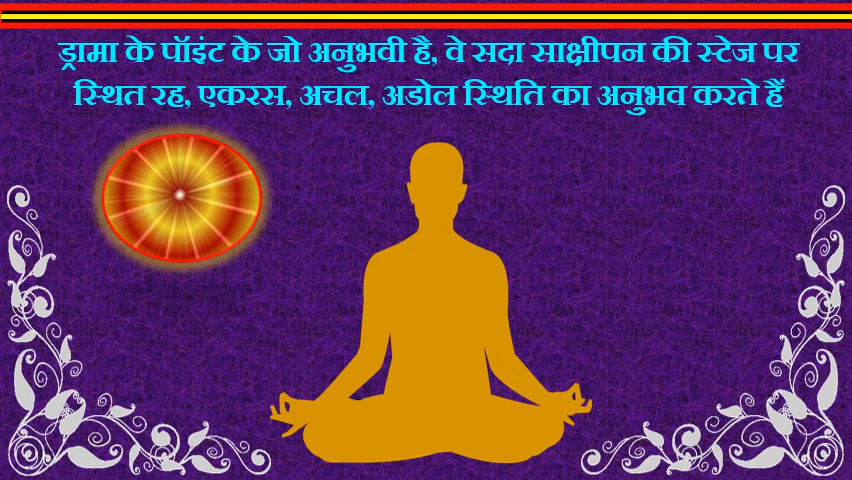 ड्रामा के पॉइंट के जो अनुभवी है, वे सदा साक्षीपन की स्टेज पर
स्थित रह, एकरस, अचल, अडोल स्थिति का अनुभव करते हैं